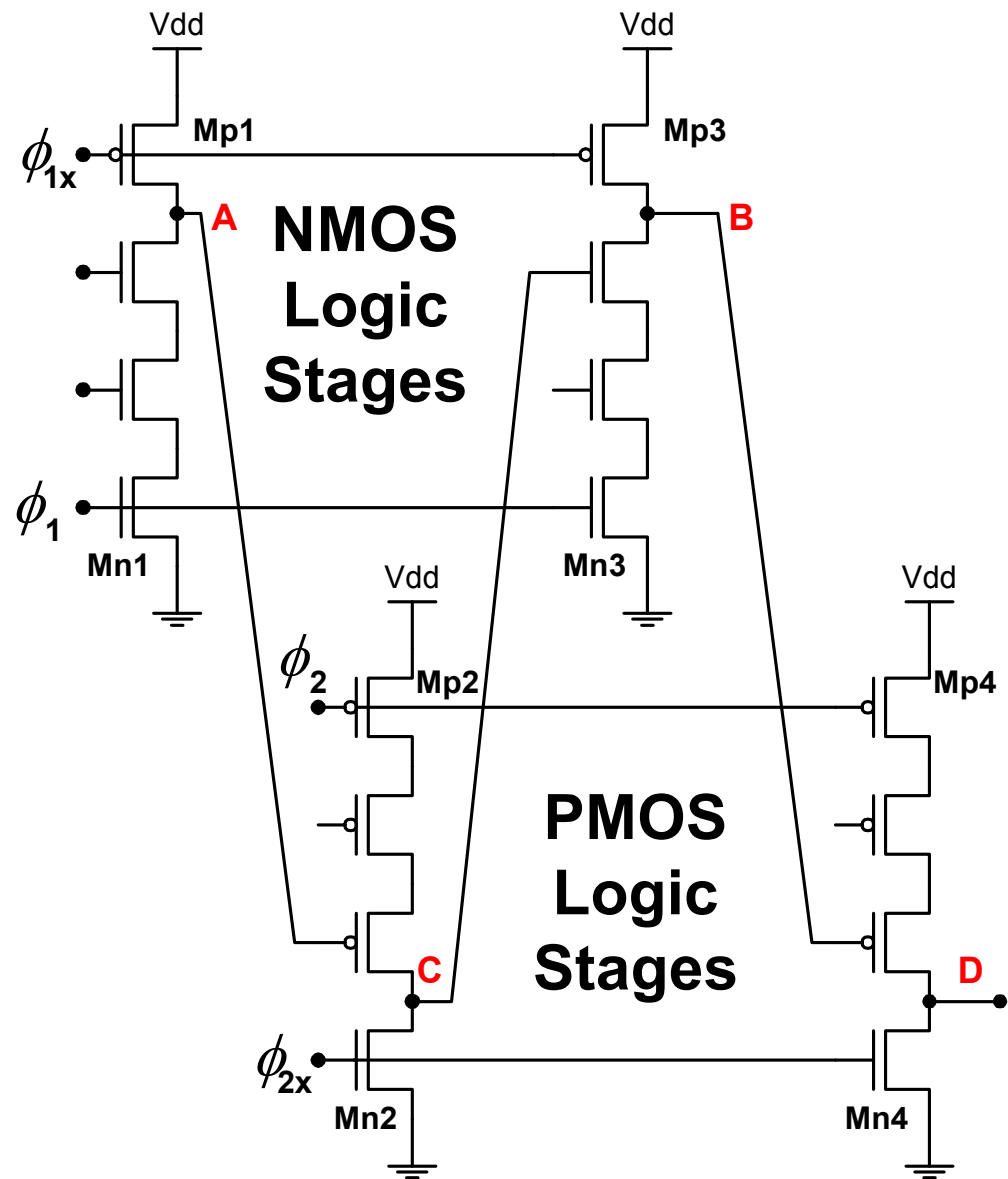 Vdd
Vdd
Mp1
Mp3
ϕ1x
A
B
NMOS
Logic
Stages
ϕ1
Mn1
Mn3
Vdd
Vdd
ϕ2
Mp2
Mp4
PMOS
Logic
Stages
C
D
ϕ2x
Mn2
Mn4